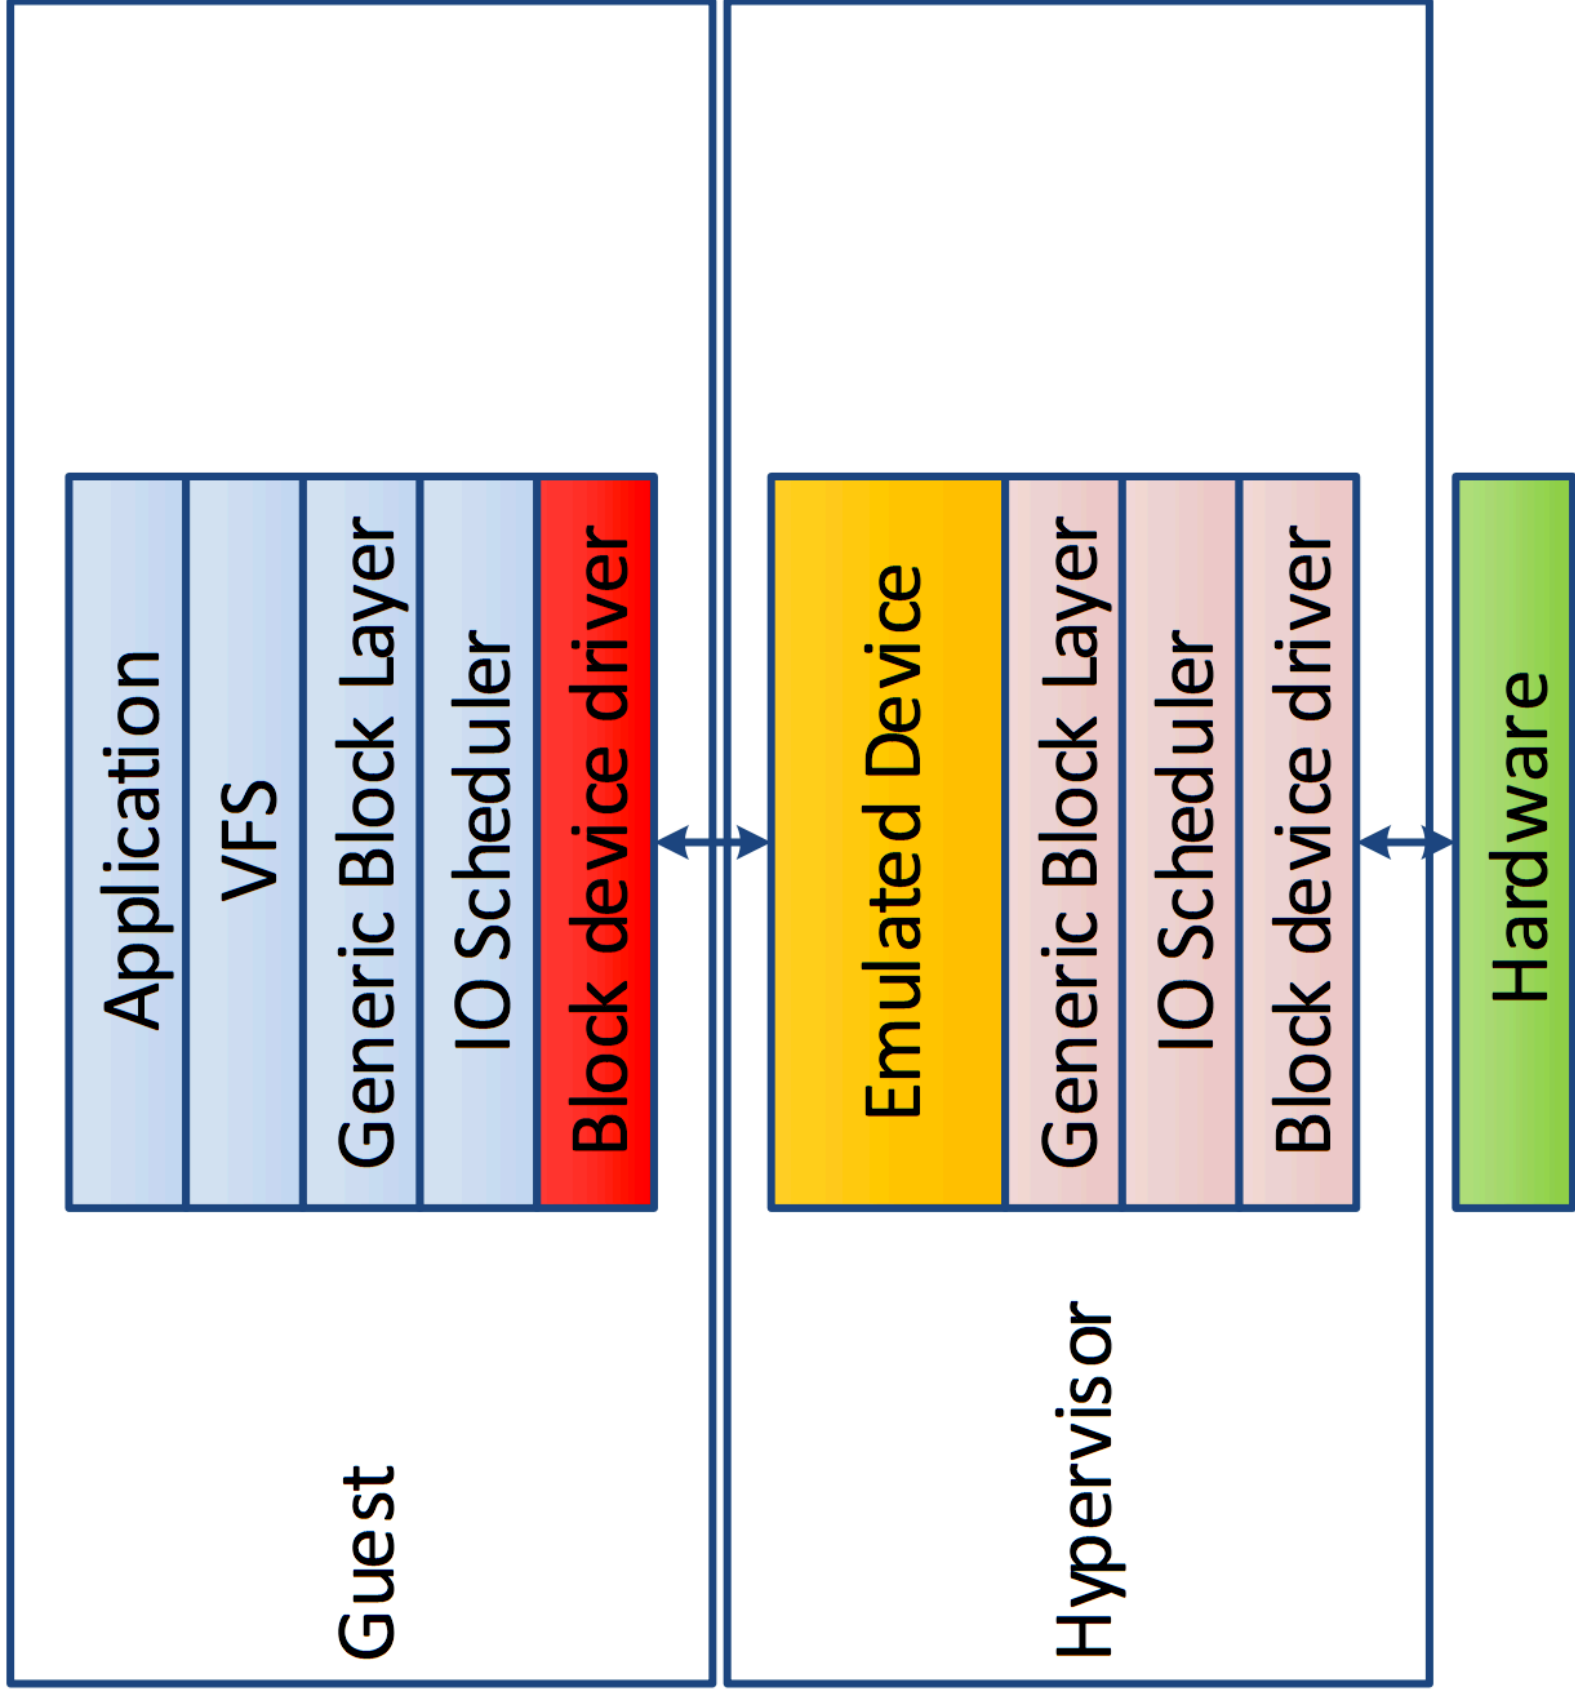 Guest
Application
VFS
Generic Block Layer
IO Scheduler
Block device driver
Hypervisor
Emulated Device
Generic Block Layer
IO Scheduler
Block device driver
Hardware